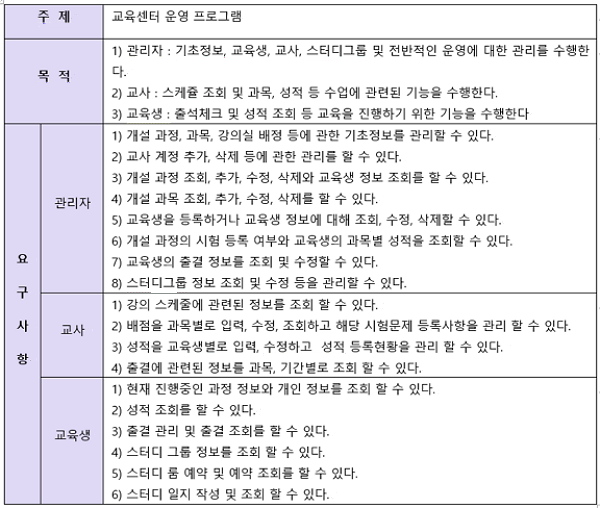 주 제
교육센터 운영 프로그램
목 적
1) 관리자 : 기초정보, 교육생, 교사, 스터디그룹 및 전반적인 운영에 대한 관리를 수행한
다.
2) 교사 : 스케쥴 조회 및 과목, 성적 등 수업에 관련된 기능을 수행한다.
3) 교육생 : 출석체크 및 성적 조회 등 교육을 진행하기 위한 기능을 수행한다
요구사항
관리자
1) 개설 과정, 과목, 강의실 배정 등에 관한 기초정보를 관리할 수 있다.
2) 교사 계정 추가, 삭제 등에 관한 관리를 할 수 있다.
3) 개설 과정 조회, 추가, 수정, 삭제와 교육생 정보 조회를 할 수 있다.
4) 개설 과목 조회, 추가, 수정, 삭제를 할 수 있다.
5) 교육생을 등록하거나 교육생 정보에 대해 조회, 수정, 삭제할 수 있다.
6) 개설 과정의 시험 등록 여부와 교육생의 과목별 성적을 조회할 수 있다.
7) 교육생의 출결 정보를 조회 및 수정할 수 있다.
8) 스터디그룹 정보 조회 및 수정 등을 관리할 수 있다.
교사
1) 강의 스케줄에 관련된 정보를 조회 할 수 있다.
2) 배점을 과목별로 입력, 수정, 조회하고 해당 시험문제 등록사항을 관리 할 수 있다.
3) 성적을 교육생별로 입력, 수정하고 성적 등록현황을 관리 할 수 있다.
4) 출결에 관련된 정보를 과목, 기간별로 조회 할 수 있다.
교육생
1) 현재 진행중인 과정 정보와 개인 정보를 조회 할 수 있다.
2) 성적 조회를 할 수 있다.
3) 출결 관리 및 출결 조회를 할 수 있다.
4) 스터디 그룹 정보를 조회 할 수 있다.
5) 스터디 룸 예약 및 예약 조회를 할 수 있다.
6) 스터디 일지 작성 및 조회 할 수 있다.